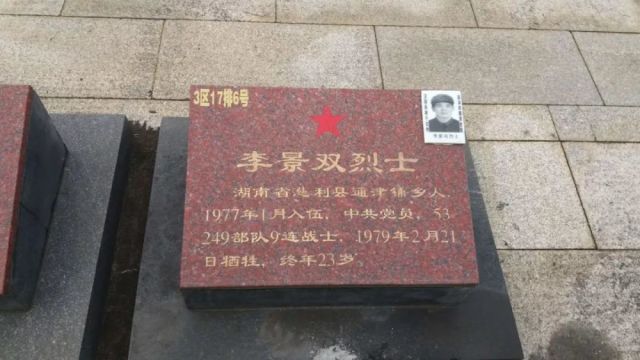 3区17排6号
李景双烈士
湖南省慈利县通津铺乡人，
1977年1月入伍，中共党员，53
249部队9连战士，1979年2月21
日牺牲，终年23岁。